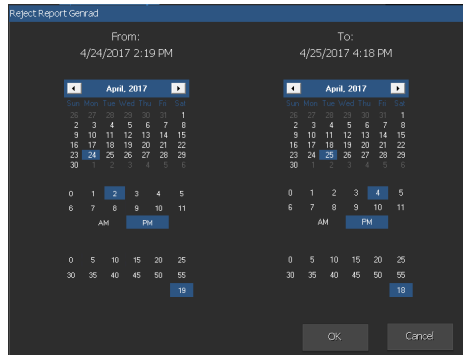 Reject Report Genrad
From:
4/24/2017 2:19 PM
April, 2017
Sun Mon Tue Wed Thu Fri Sat
26 27 28 29 30 31 1
2 3 4 5 6 7 8
9 10 11 12 13 14 15
16 17 18 19 20 21 22
23 24 25 26 27 28 29
30 1 2 3 4 5 6
0 1 2 3 4 5
6 7 8 9 10 11
AM PM
0 5 10 15 20 25
30 35 40 45 50 55
19
To:
4/25/2017 4:18 PM
April, 2017
Sun Mon Tue Wed Thu Fri Sat
26 27 28 29 30 31 1
2 3 4 5 6 7 8
9 10 11 12 13 14 15
16 17 18 19 20 21 22
23 24 25 26 27 28 29
30 1 2 3 4 5 6
0 1 2 3 4 5
6 7 8 9 10 11
AM PM
0 5 10 15 20 25
30 35 40 45 50 55
18
OK Cancel